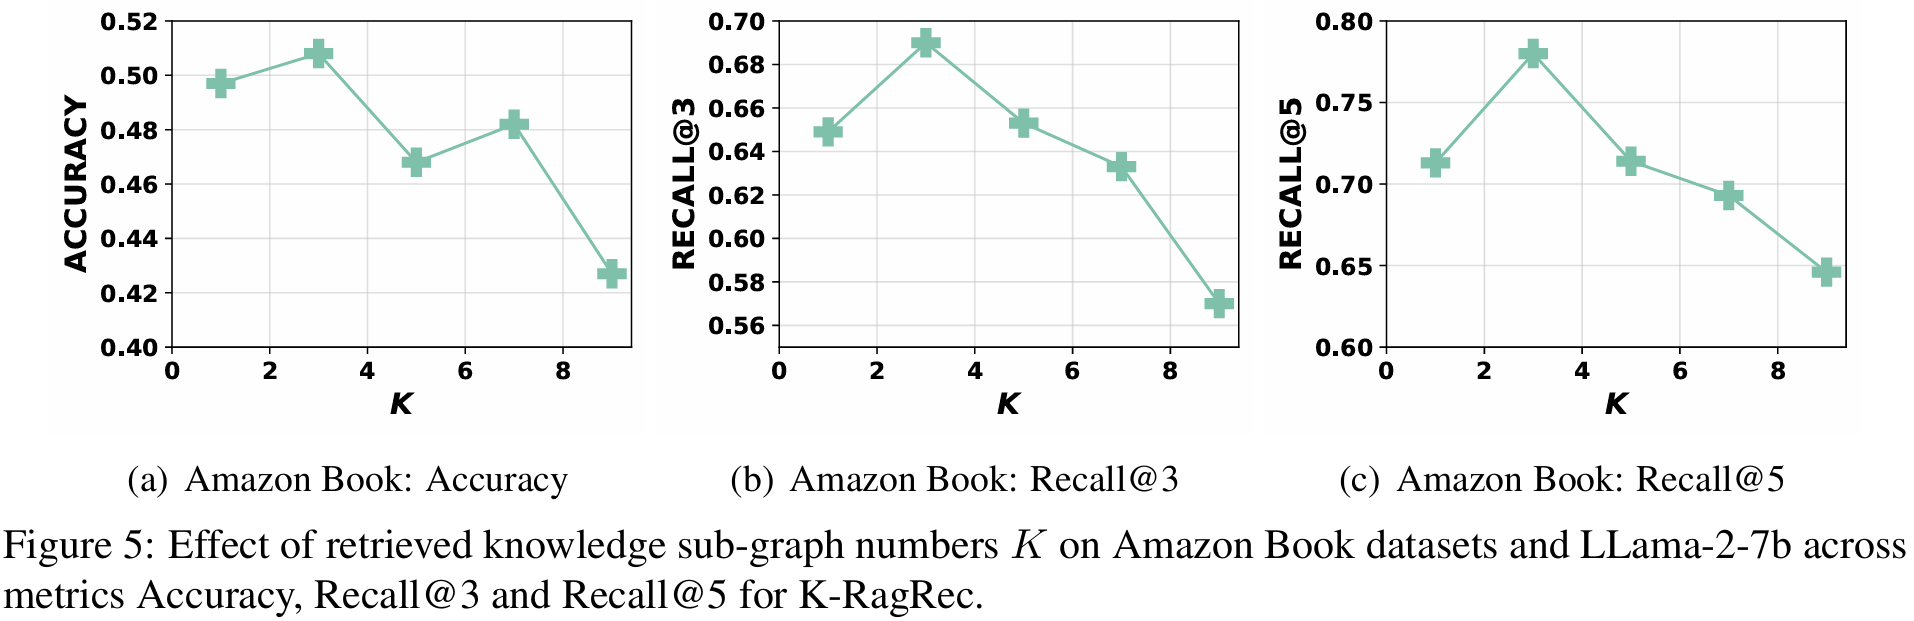 0.52
0.50
0.48
0.46
0.44
0.42
0.40
ACCURACY
0 2 4 6 8
K
(a) Amazon Book: Accuracy
0.70
0.68
0.66
0.64
0.62
0.60
0.58
0.56
RECALL@3
0 2 4 6 8
K
(b) Amazon Book: Recall@3
0.80
0.75
0.70
0.65
0.60
RECALL@5
0 2 4 6 8
K
(c) Amazon Book: Recall@5
Figure 5: Effect of retrieved knowledge sub-graph numbers K on Amazon Book datasets and LLama-2-7b across
metrics Accuracy, Recall@3 and Recall@5 for K-RagRec.